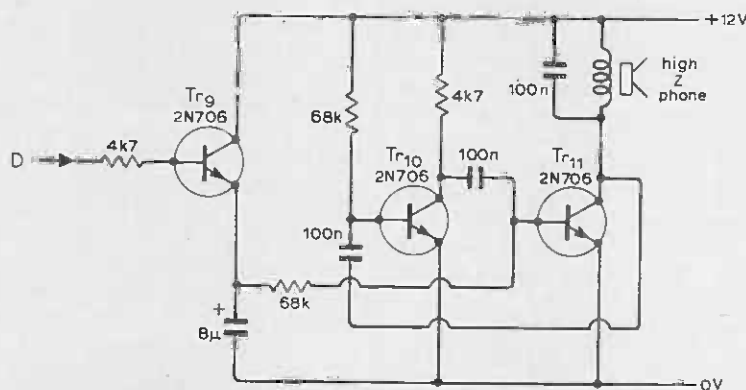 +12V
Tr9
2N706
4k7
D
68k
4k7
100n
high
Z
phone
Tr10
2N706
100n
Tr11
2N706
100n
68k
+
8μ
0V